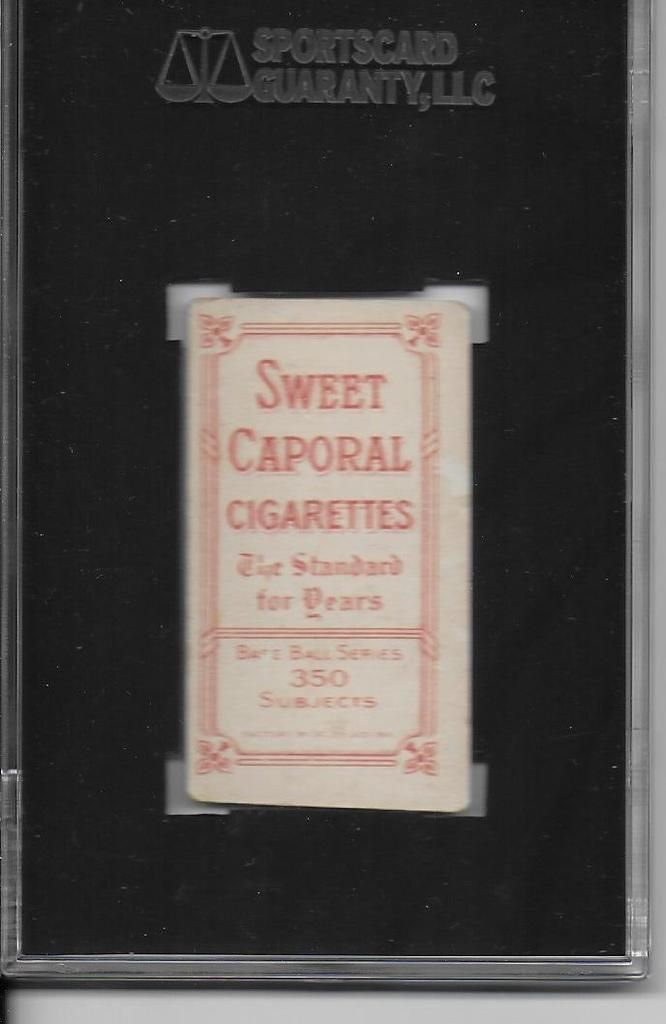 SPORTSCARD
GUARANTY, LLC
SWEET
CAPORAL
CIGARETTES
The Standard
for Years
BASE BALL SERIES
350
SUBJECTS